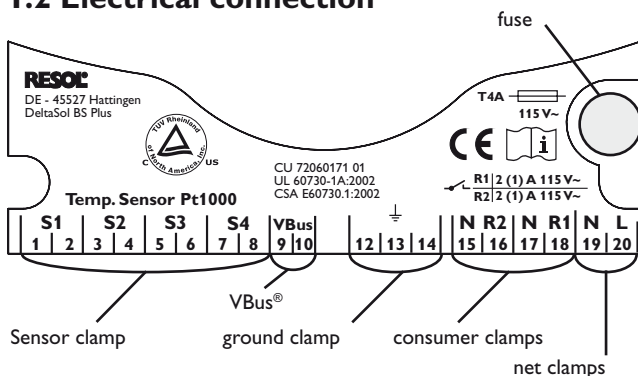 1.2 Electrical connection
fuse
RESOL®
DE - 45527 Hattingen
DeltaSol BS Plus
TUV Rheinland
of North America, Inc.
C US
T4A
115 V~
CE i
CU 72060171 01
UL 60730-1A:2002
CSA E60730.1:2002
R1 2 (1) A 115 V~
R2 2 (1) A 115 V~
Temp. Sensor Pt1000
S1 S2 S3 S4 VBus N R2 N R1 N L
1 2 3 4 5 6 7 8 9 10 12 13 14 15 16 17 18 19 20
VBus®
Sensor clamp ground clamp consumer clamps
net clamps